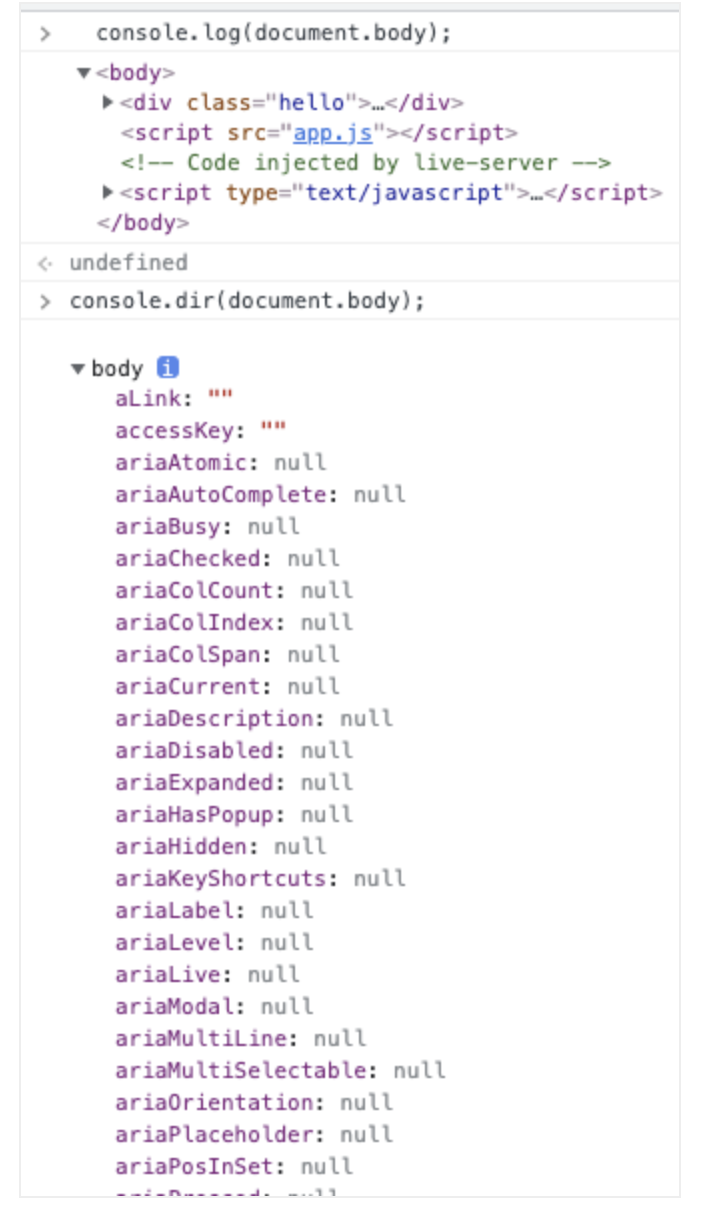 > console.log(document.body);
▼<body>
▶<div class="hello">…</div>
<script src="app.js"></script>
<!-- Code injected by live-server -->
▶<script type="text/javascript">…</script>
</body>
<· undefined
> console.dir(document.body);
▼body i
aLink: ""
accessKey: ""
ariaAtomic: null
ariaAutoComplete: null
ariaBusy: null
ariaChecked: null
ariaColCount: null
ariaColIndex: null
ariaColSpan: null
ariaCurrent: null
ariaDescription: null
ariaDisabled: null
ariaExpanded: null
ariaHasPopup: null
ariaHidden: null
ariaKeyShortcuts: null
ariaLabel: null
ariaLevel: null
ariaLive: null
ariaModal: null
ariaMultiLine: null
ariaMultiSelectable: null
ariaOrientation: null
ariaPlaceholder: null
ariaPosInSet: null